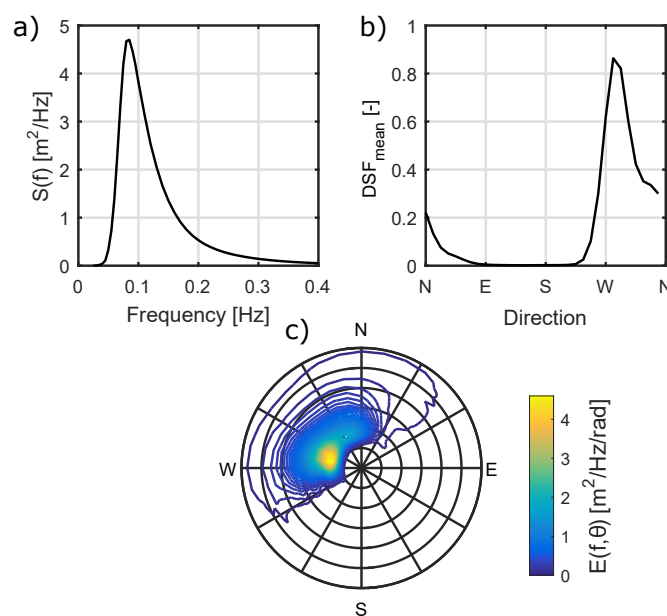 a)
5
4
3
2
1
0
S(f) [m²/Hz]
0 0.1 0.2 0.3 0.4
Frequency [Hz]
b)
1
0.8
0.6
0.4
0.2
0
DSFmean [-]
N E S W N
Direction
c)
N
W
E
S
4
3
2
1
0
E(f,θ) [m²/Hz/rad]